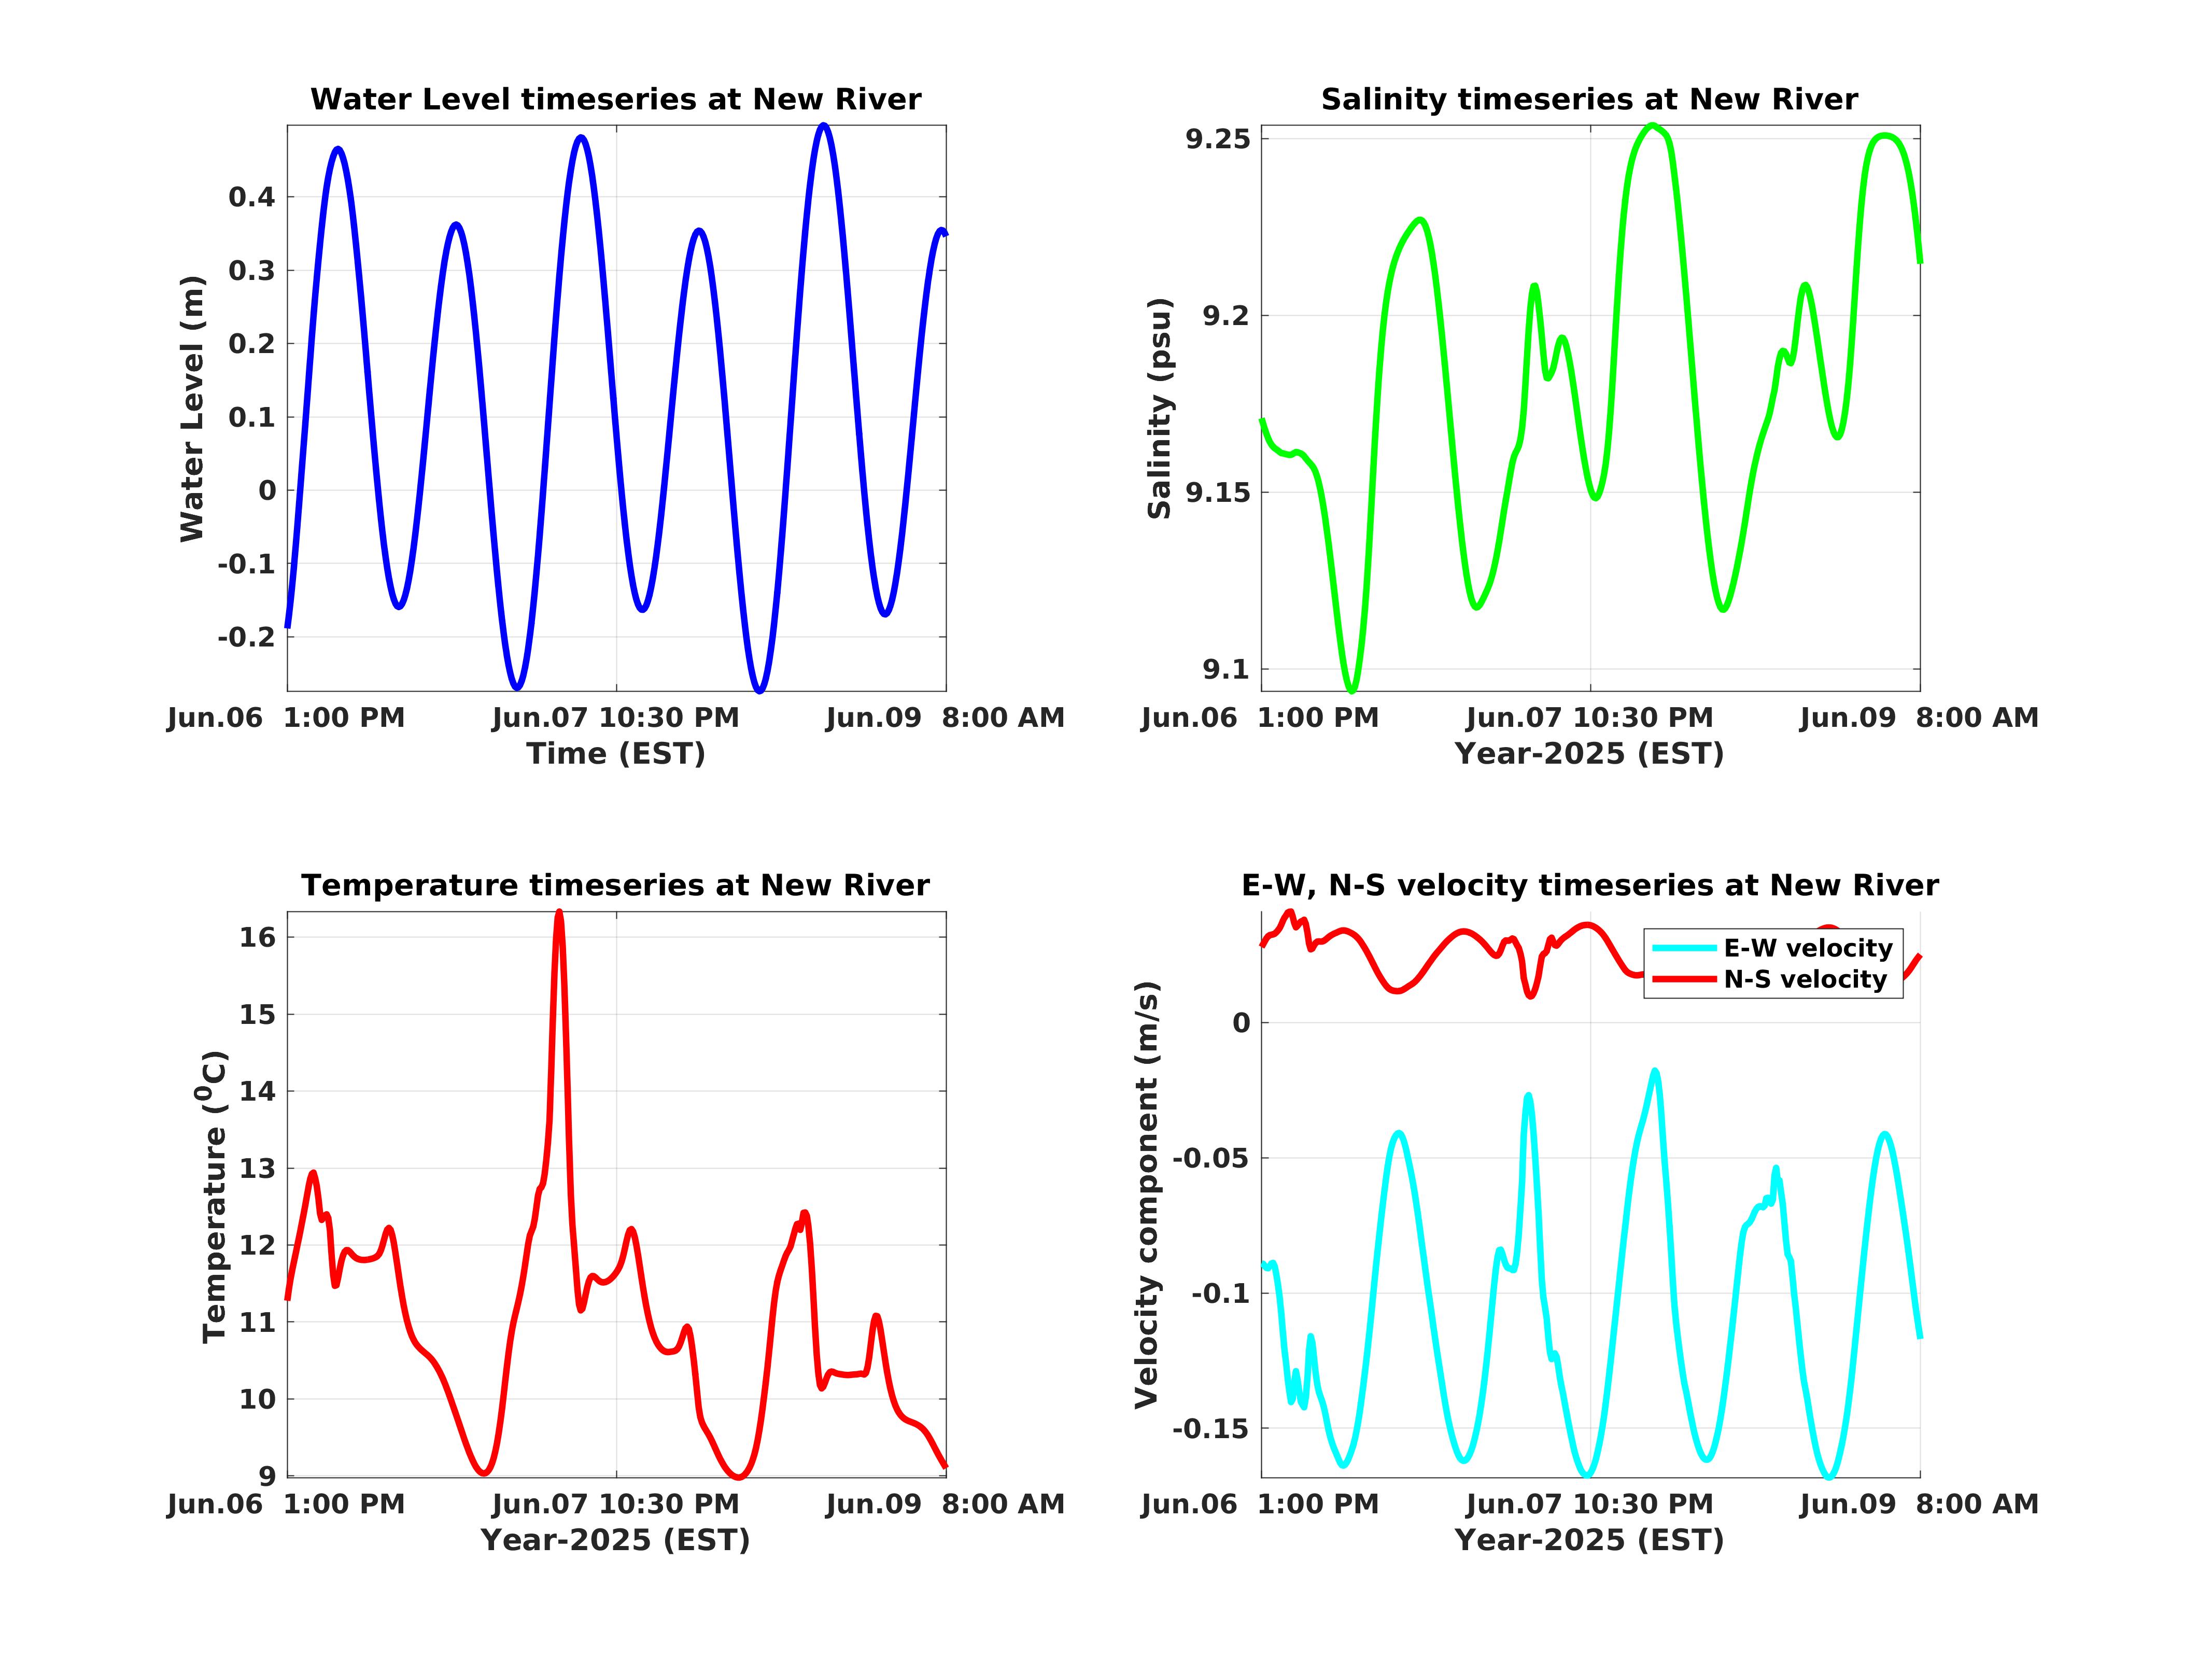 Water Level timeseries at New River
Water Level (m)
0.4
0.3
0.2
0.1
0
-0.1
-0.2
Jun.06 1:00 PM
Jun.07 10:30 PM
Jun.09 8:00 AM
Time (EST)
Salinity timeseries at New River
Salinity (psu)
9.25
9.2
9.15
9.1
Jun.06 1:00 PM
Jun.07 10:30 PM
Jun.09 8:00 AM
Year-2025 (EST)
Temperature timeseries at New River
Temperature (⁰C)
16
15
14
13
12
11
10
9
Jun.06 1:00 PM
Jun.07 10:30 PM
Jun.09 8:00 AM
Year-2025 (EST)
E-W, N-S velocity timeseries at New River
Velocity component (m/s)
E-W velocity
N-S velocity
0
-0.05
-0.1
-0.15
Jun.06 1:00 PM
Jun.07 10:30 PM
Jun.09 8:00 AM
Year-2025 (EST)